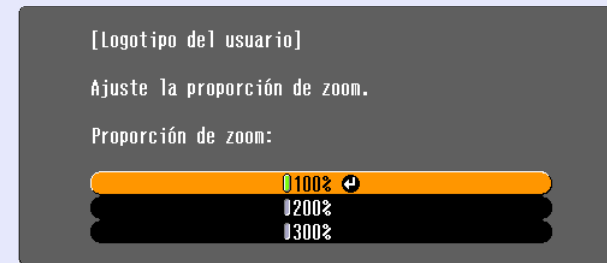 [Logotipo del usuario]
Ajuste la proporción de zoom.
Proporción de zoom:
100%
200%
300%